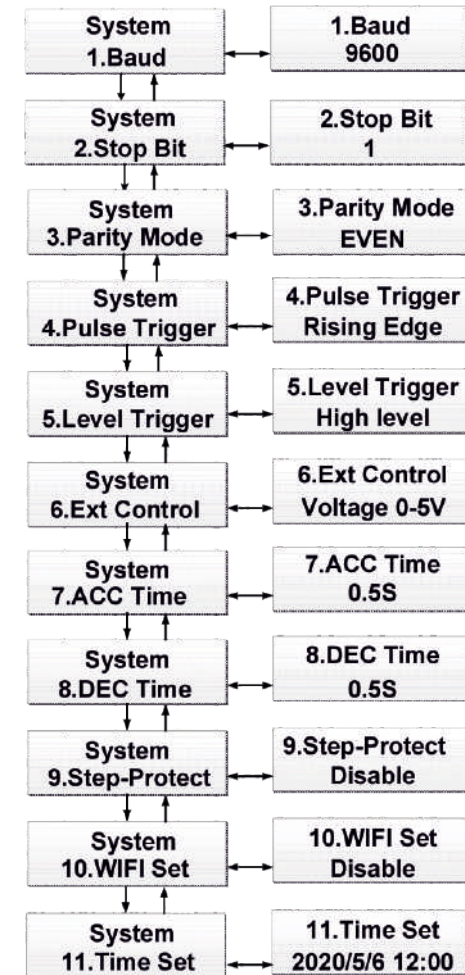 System
1.Baud
1.Baud
9600
System
2.Stop Bit
2.Stop Bit
1
System
3.Parity Mode
3.Parity Mode
EVEN
System
4.Pulse Trigger
4.Pulse Trigger
Rising Edge
System
5.Level Trigger
5.Level Trigger
High level
System
6.Ext Control
6.Ext Control
Voltage 0-5V
System
7.ACC Time
7.ACC Time
0.5S
System
8.DEC Time
8.DEC Time
0.5S
System
9.Step-Protect
9.Step-Protect
Disable
System
10.WIFI Set
10.WIFI Set
Disable
System
11.Time Set
11.Time Set
2020/5/6 12:00